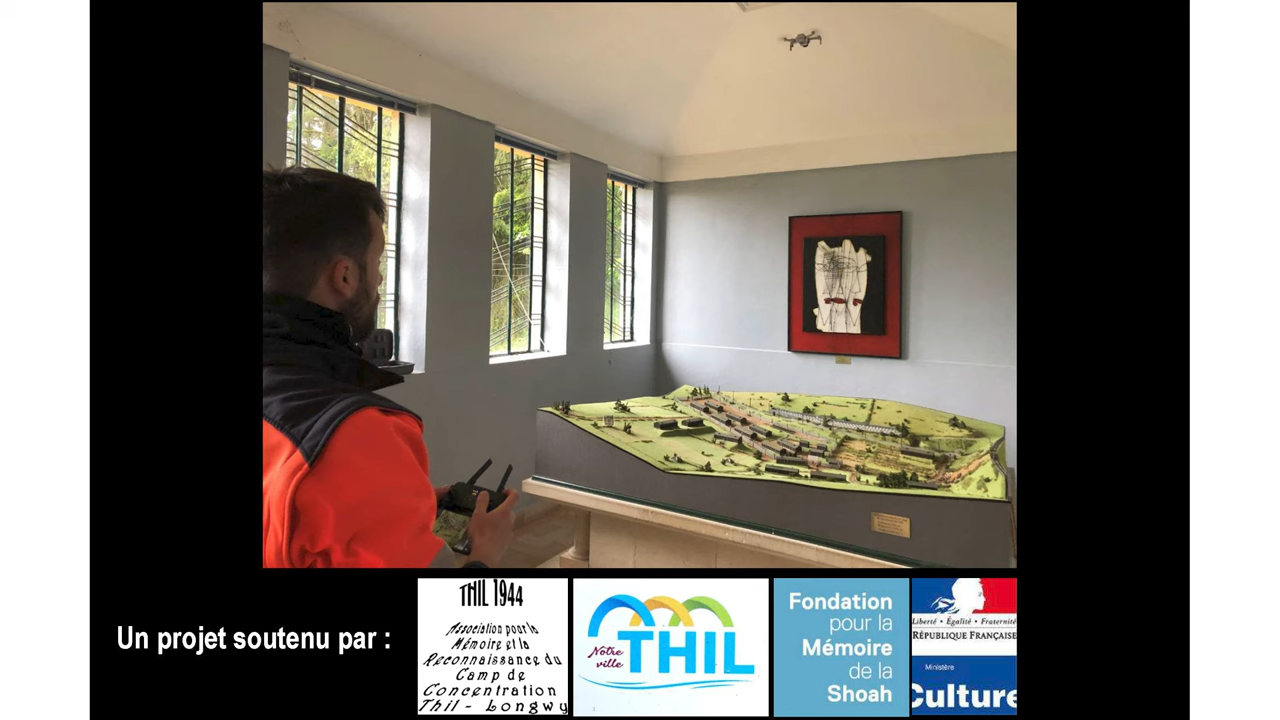 Un projet soutenu par :
THIL 1944
Association pour la
Mémoire et la
Reconnaissance du
Camp de
Concentration
Thil - Longwy
Notre
ville
THIL
Fondation
pour la
Mémoire
de la
Shoah
Liberté • Égalité • Fraternité
RÉPUBLIQUE FRANÇAISE
Ministère
Culture